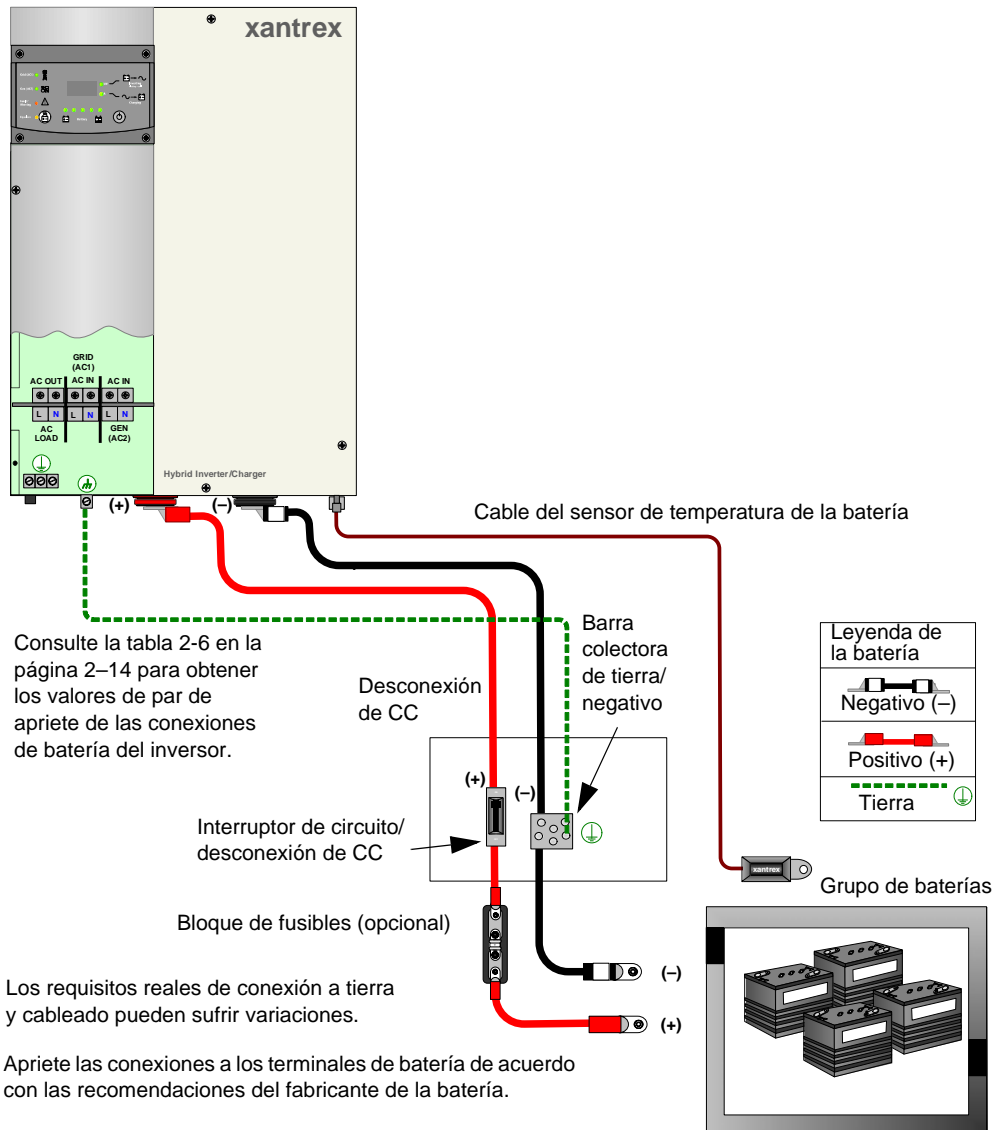 xantrex
GRID
(AC1)
AC OUT AC IN AC IN
L N L N L N
AC
LOAD
GEN
(AC2)
Hybrid Inverter/Charger
(+)
(–)
Cable del sensor de temperatura de la batería
Consulte la tabla 2-6 en la
página 2–14 para obtener
los valores de par de
apriete de las conexiones
de batería del inversor.
Desconexión
de CC
Barra
colectora
de tierra/
negativo
Leyenda de
la batería
Negativo (–)
Positivo (+)
Tierra
(+)
(–)
Interruptor de circuito/
desconexión de CC
xantrex
Grupo de baterías
Bloque de fusibles (opcional)
(–)
Los requisitos reales de conexión a tierra
y cableado pueden sufrir variaciones.
(+)
Apriete las conexiones a los terminales de batería de acuerdo
con las recomendaciones del fabricante de la batería.